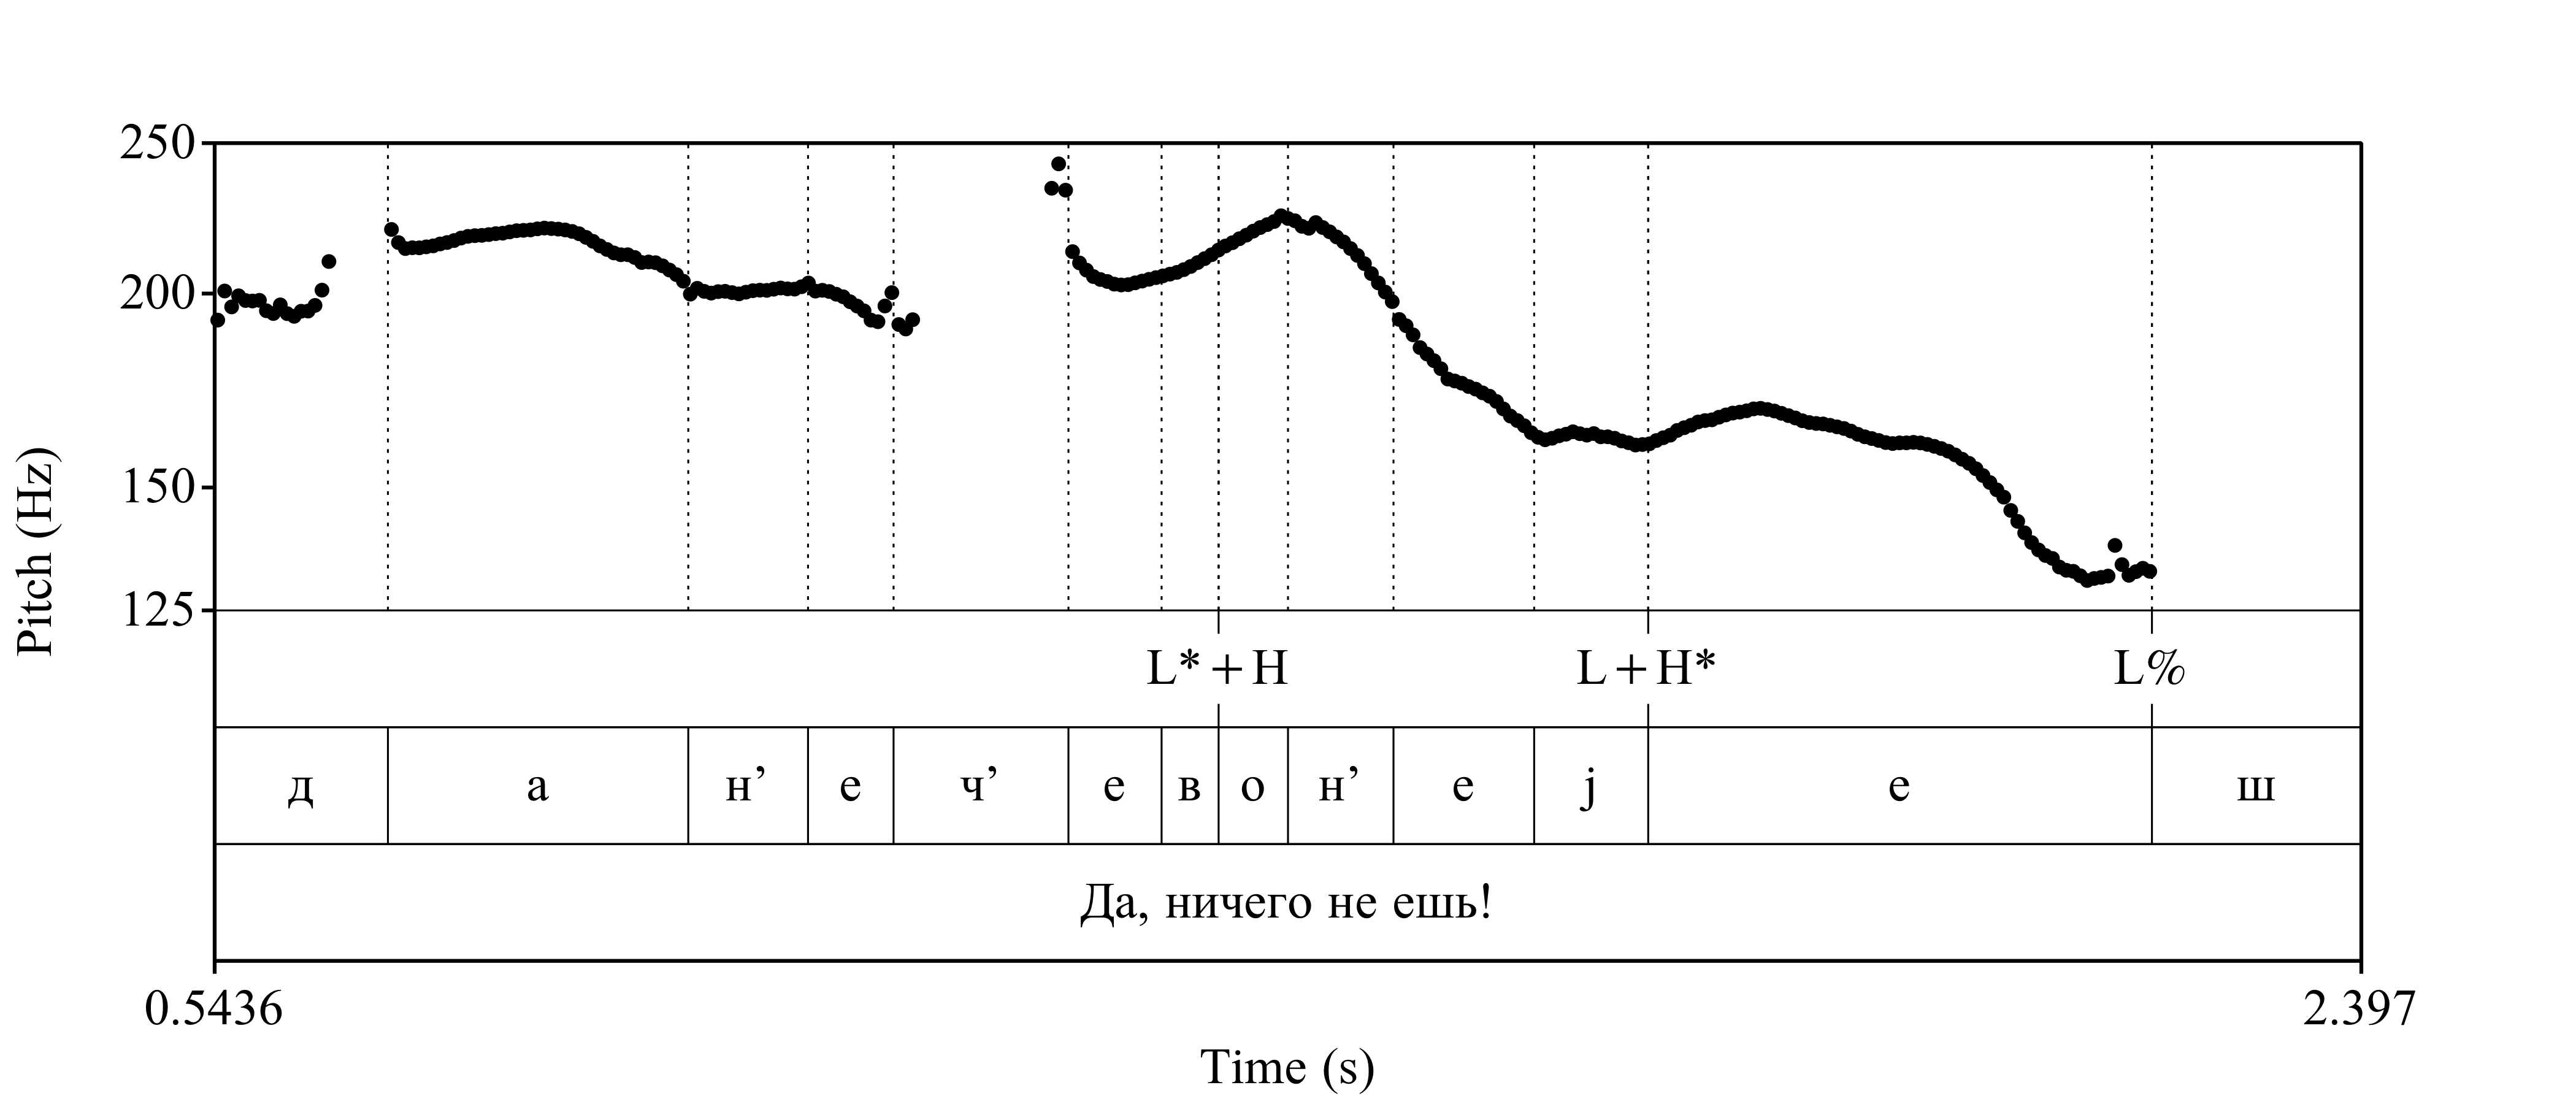 250
200
150
125
Pitch (Hz)
L*+H L+H* L%
д а н’ е ч’ е в о н’ е j е ш
Да, ничего не ешь!
0.5436 2.397
Time (s)